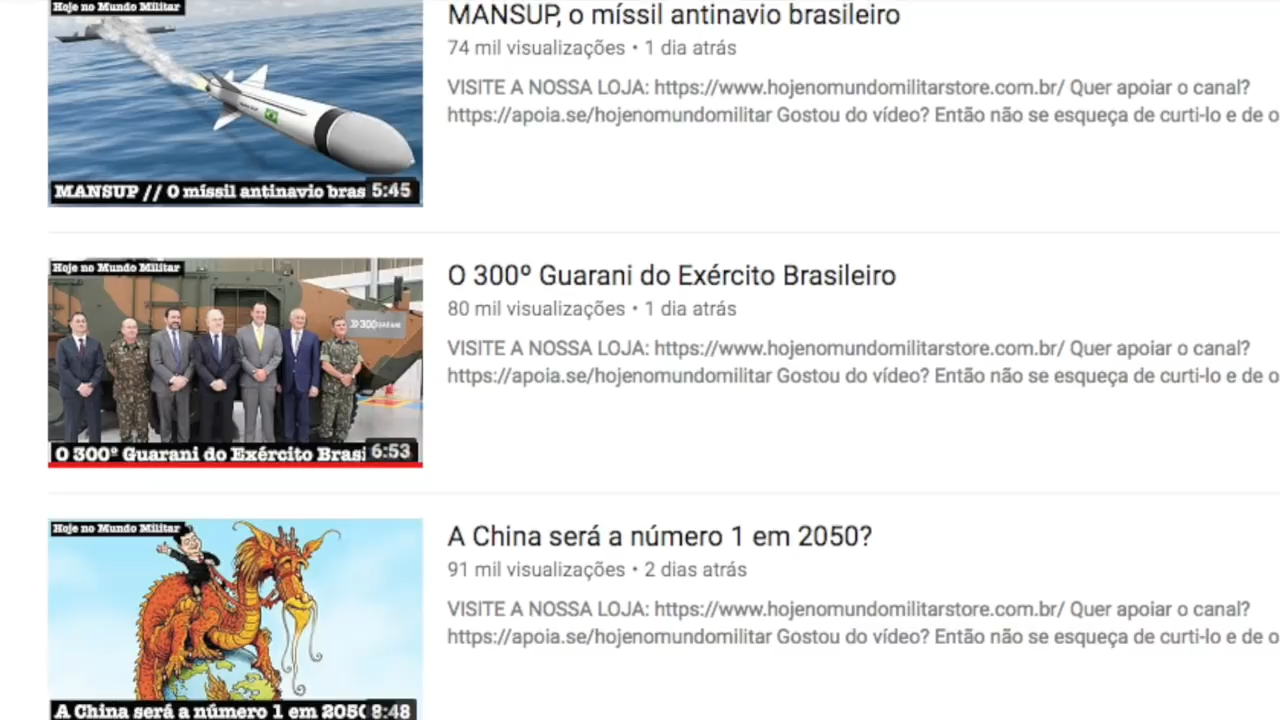 Hoje no Mundo Militar
MANSUP // O míssil antinavio bras 5:45
MANSUP, o míssil antinavio brasileiro
74 mil visualizações • 1 dia atrás
VISITE A NOSSA LOJA: https://www.hojenomundomilitarstore.com.br/ Quer apoiar o canal?
https://apoia.se/hojenomundomilitar Gostou do vídeo? Então não se esqueça de curti-lo e de o
Hoje no Mundo Militar
300 GUARANI
O 300º Guarani do Exército Brasi 6:53
O 300º Guarani do Exército Brasileiro
80 mil visualizações • 1 dia atrás
VISITE A NOSSA LOJA: https://www.hojenomundomilitarstore.com.br/ Quer apoiar o canal?
https://apoia.se/hojenomundomilitar Gostou do vídeo? Então não se esqueça de curti-lo e de o
Hoje no Mundo Militar
A China será a número 1 em 2050 8:48
A China será a número 1 em 2050?
91 mil visualizações • 2 dias atrás
VISITE A NOSSA LOJA: https://www.hojenomundomilitarstore.com.br/ Quer apoiar o canal?
https://apoia.se/hojenomundomilitar Gostou do vídeo? Então não se esqueça de curti-lo e de o